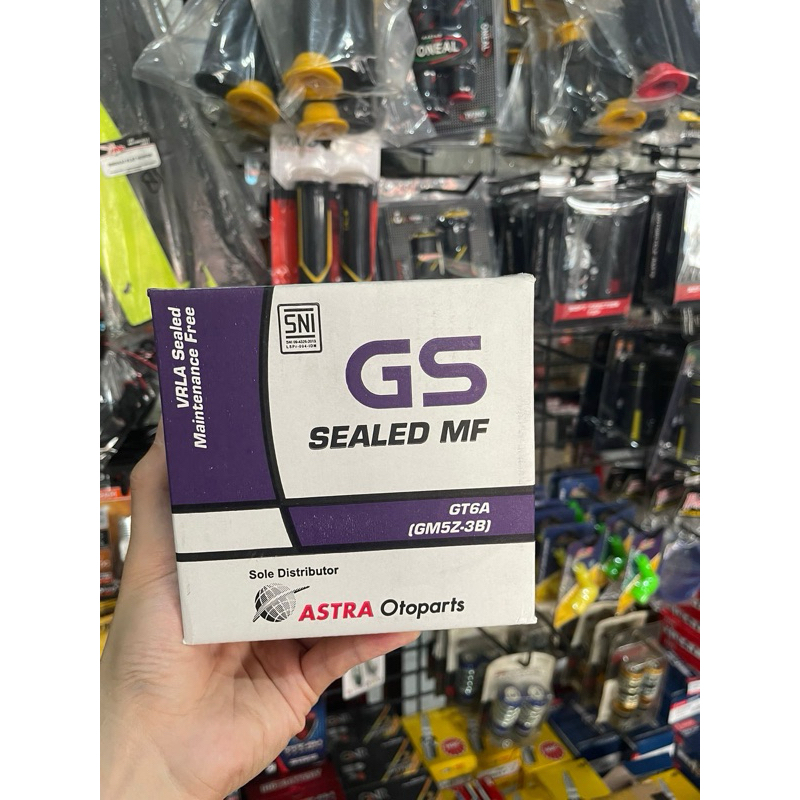 ONEAL
VRLA Sealed
Maintenance Free
SNI
GS
SEALED MF
GT6A
(GM5Z-3B)
Sole Distributor
ASTRA Otoparts